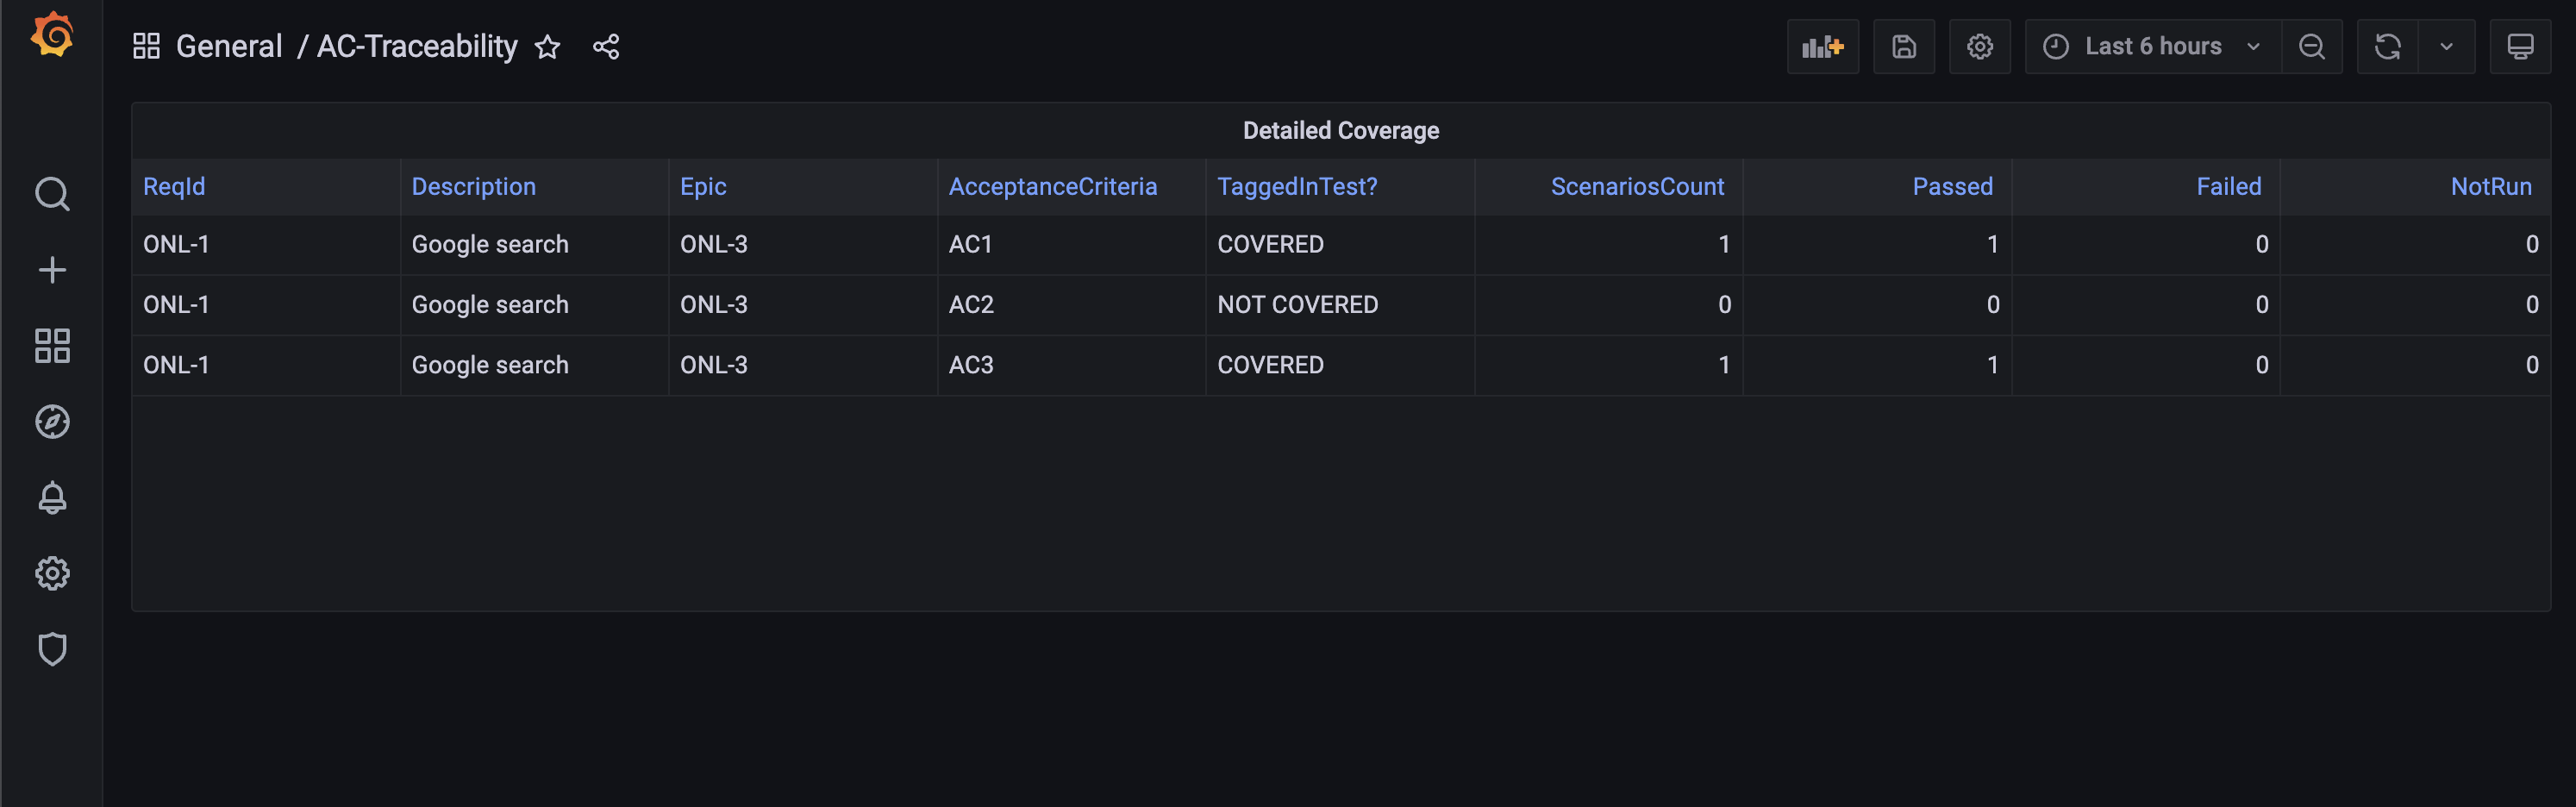 General / AC-Traceability
Last 6 hours
Detailed Coverage
ReqId Description Epic AcceptanceCriteria TaggedInTest? ScenariosCount Passed Failed NotRun
ONL-1 Google search ONL-3 AC1 COVERED 1 1 0 0
ONL-1 Google search ONL-3 AC2 NOT COVERED 0 0 0 0
ONL-1 Google search ONL-3 AC3 COVERED 1 1 0 0